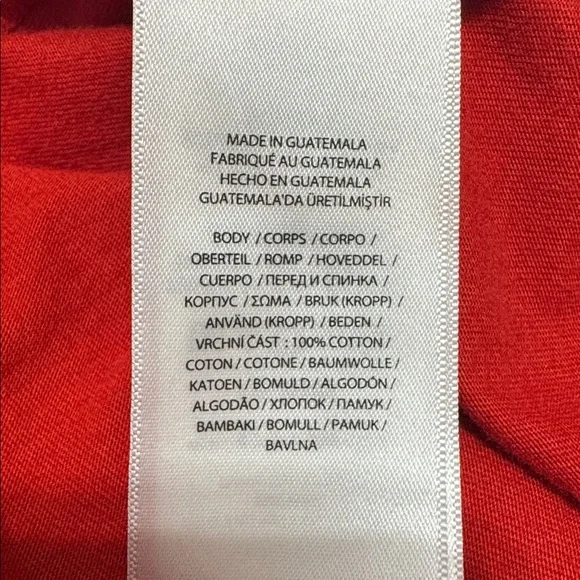 MADE IN GUATEMALA
FABRIQUÉ AU GUATEMALA
HECHO EN GUATEMALA
GUATEMALA'DA ÜRETILMIŞTIR
BODY / CORPS / CORPO /
OBERTEIL / ROMP / HOVEDDEL /
CUERPO / ПЕРЕД И СПИНКА /
КОРПУС / ΣΩΜΑ / BRUK (KROPP) /
ANVÄND (KROPP) / BEDEN /
VRCHNÍ ČÁST : 100% COTTON /
COTON / COTONE / BAUMWOLLE /
KATOEN / BOMULD / ALGODÓN /
ALGODÃO / ХЛОПОК / ПАМУК /
BAMBAKI / BOMULL / PAMUK /
BAVLNA